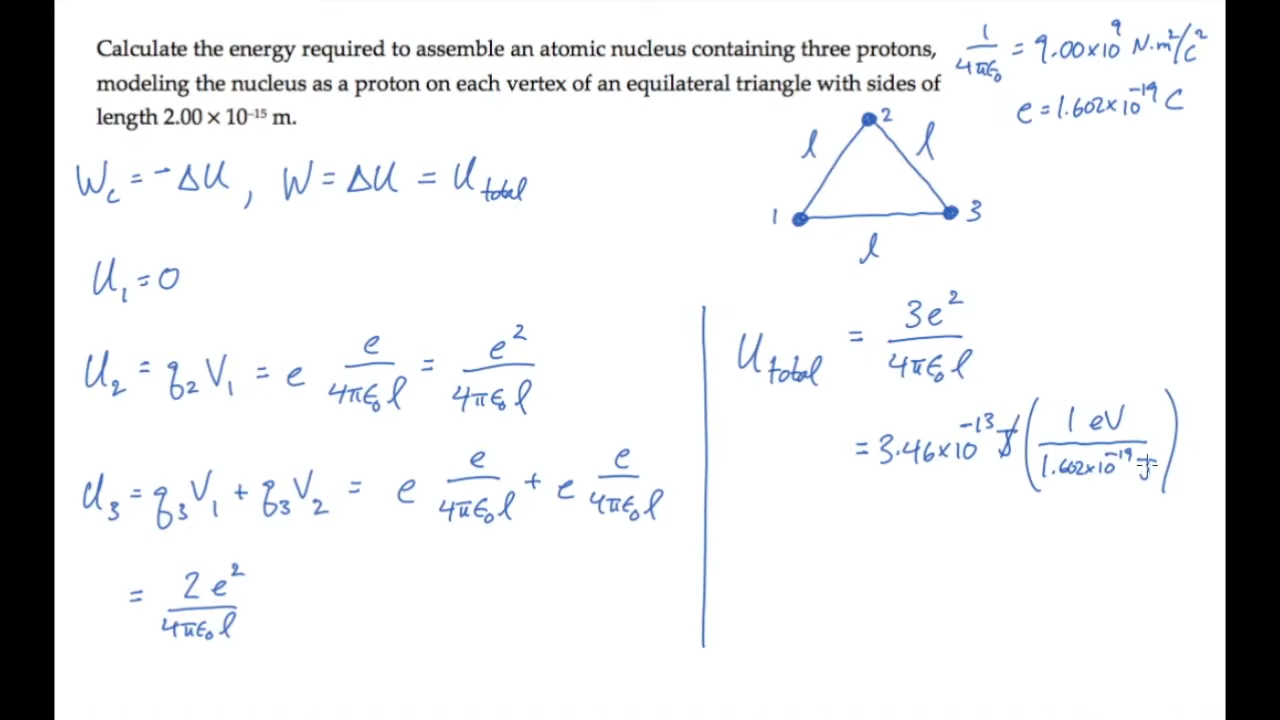 Calculate the energy required to assemble an atomic nucleus containing three protons,
modeling the nucleus as a proton on each vertex of an equilateral triangle with sides of
length 2.00 × 10⁻¹⁵ m.
1/4πϵ₀ = 9.00×10⁹ N·m²/C²
e = 1.602×10⁻¹⁹ C
W_c = -ΔU, W = ΔU = U_total
2
l l
1 3
l
U₁ = 0
U₂ = q₂V₁ = e e/4πϵ₀l = e²/4πϵ₀l
U₃ = q₃V₁ + q₃V₂ = e e/4πϵ₀l + e e/4πϵ₀l
= 2e²/4πϵ₀l
U_total = 3e²/4πϵ₀l
= 3.46×10⁻¹³ J (1 eV/1.602×10⁻¹⁹ J)